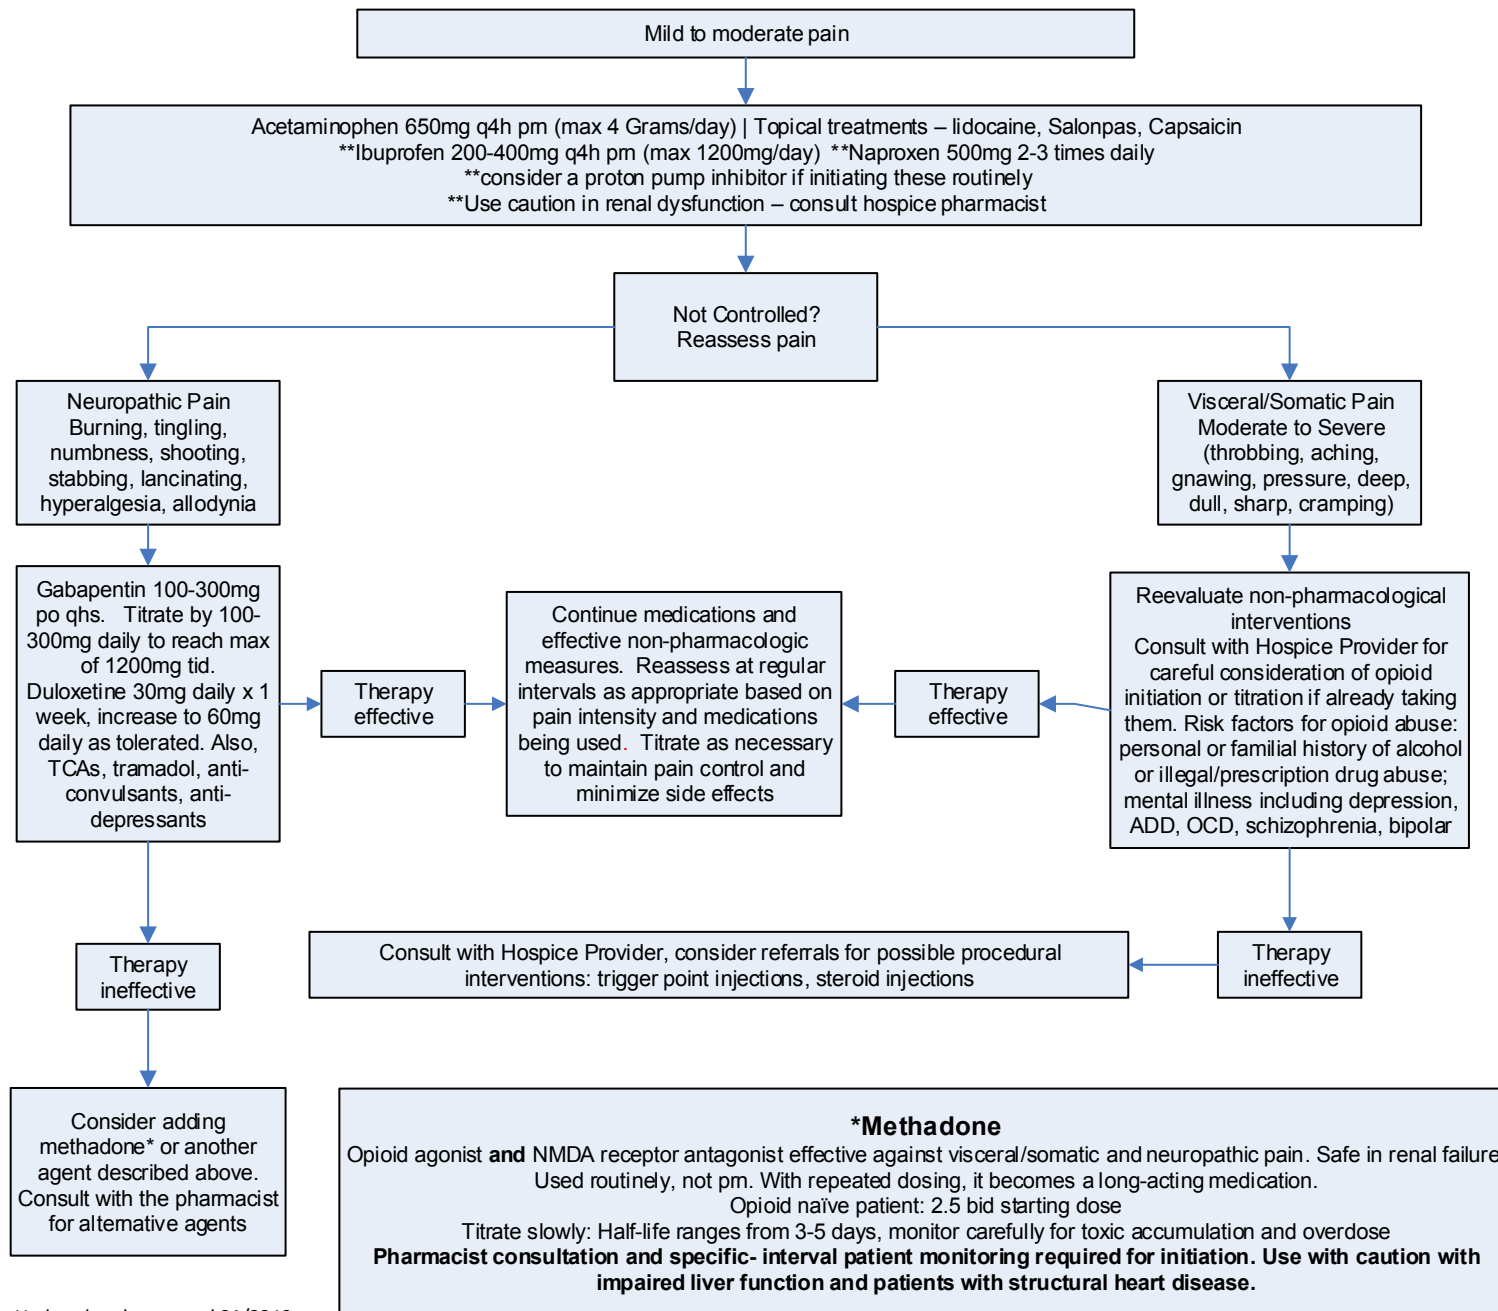 Mild to moderate pain
Acetaminophen 650mg q4h prn (max 4 Grams/day) | Topical treatments – lidocaine, Salonpas, Capsaicin
**Ibuprofen 200-400mg q4h prn (max 1200mg/day) **Naproxen 500mg 2-3 times daily
**consider a proton pump inhibitor if initiating these routinely
**Use caution in renal dysfunction – consult hospice pharmacist
Not Controlled?
Reassess pain
Neuropathic Pain
Burning, tingling,
numbness, shooting,
stabbing, lancinating,
hyperalgesia, allodynia
Visceral/Somatic Pain
Moderate to Severe
(throbbing, aching,
gnawing, pressure, deep,
dull, sharp, cramping)
Gabapentin 100-300mg
po qhs. Titrate by 100-
300mg daily to reach max
of 1200mg tid.
Duloxetine 30mg daily x 1
week, increase to 60mg
daily as tolerated. Also,
TCAs, tramadol, anti-
convulsants, anti-
depressants
Therapy
effective
Continue medications and
effective non-pharmacologic
measures. Reassess at regular
intervals as appropriate based on
pain intensity and medications
being used. Titrate as necessary
to maintain pain control and
minimize side effects
Therapy
effective
Reevaluate non-pharmacological
interventions
Consult with Hospice Provider for
careful consideration of opioid
initiation or titration if already taking
them. Risk factors for opioid abuse:
personal or familial history of alcohol
or illegal/prescription drug abuse;
mental illness including depression,
ADD, OCD, schizophrenia, bipolar
Therapy
ineffective
Consult with Hospice Provider, consider referrals for possible procedural
interventions: trigger point injections, steroid injections
Therapy
ineffective
Consider adding
methadone* or another
agent described above.
Consult with the pharmacist
for alternative agents
*Methadone
Opioid agonist and NMDA receptor antagonist effective against visceral/somatic and neuropathic pain. Safe in renal failure
Used routinely, not prn. With repeated dosing, it becomes a long-acting medication.
Opioid naïve patient: 2.5 bid starting dose
Titrate slowly: Half-life ranges from 3-5 days, monitor carefully for toxic accumulation and overdose
Pharmacist consultation and specific- interval patient monitoring required for initiation. Use with caution with
impaired liver function and patients with structural heart disease.